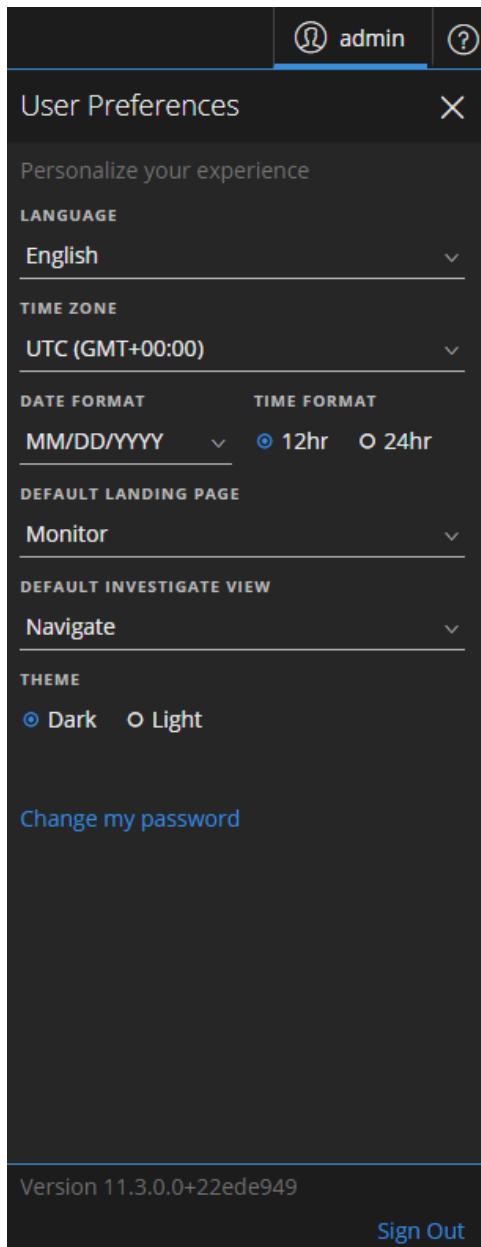 admin ?
User Preferences
Personalize your experience
LANGUAGE
English
TIME ZONE
UTC (GMT+00:00)
DATE FORMAT TIME FORMAT
MM/DD/YYYY 12hr 24hr
DEFAULT LANDING PAGE
Monitor
DEFAULT INVESTIGATE VIEW
Navigate
THEME
Dark Light
Change my password
Version 11.3.0.0+22ede949
Sign Out